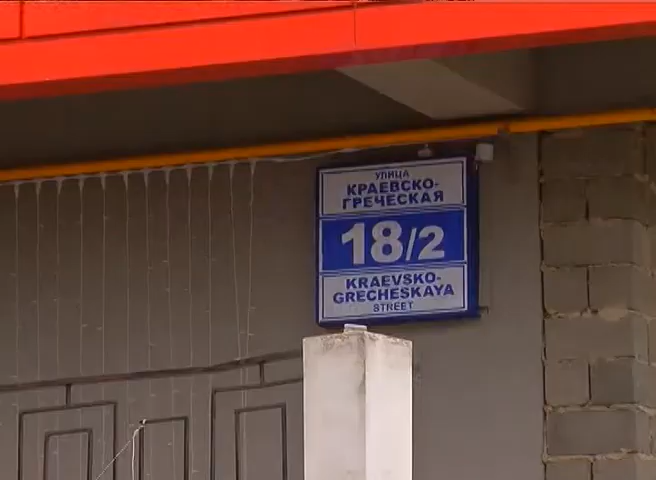 УЛИЦА
КРАЕВСКО-
ГРЕЧЕСКАЯ
18/2
KRAEVSKO-
GRECHESKAYA
STREET